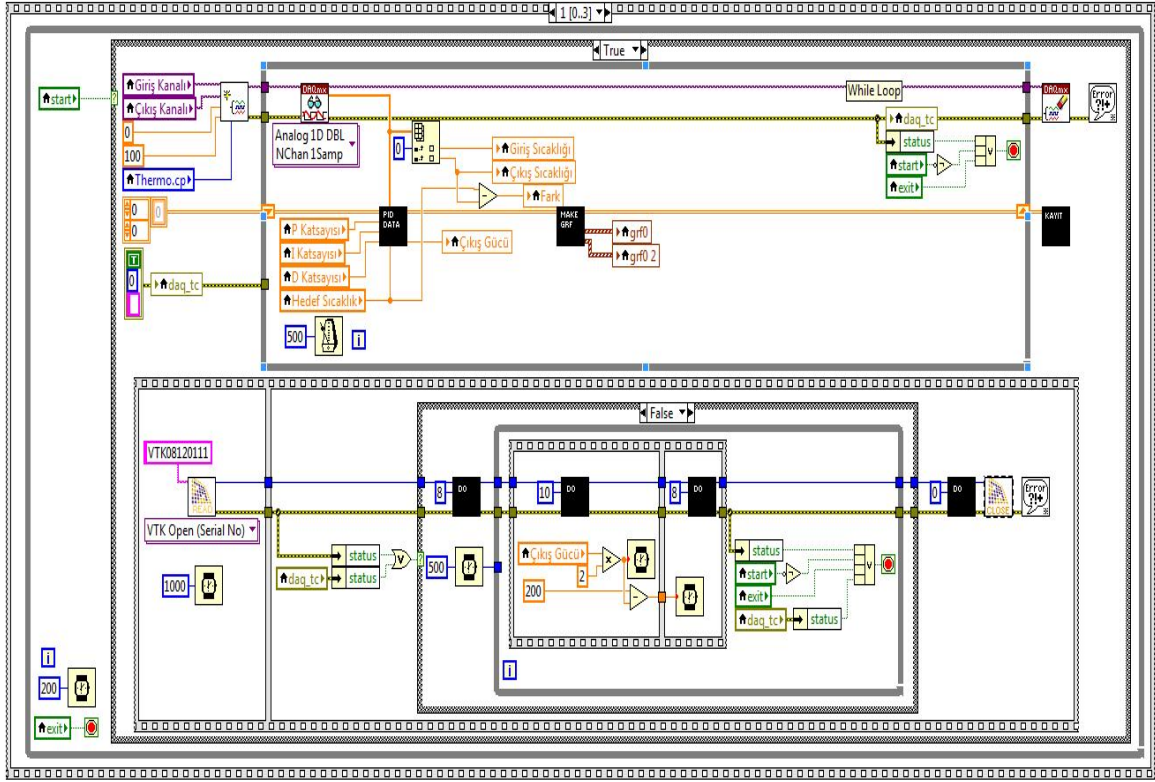 1 [0..3]
True
start
?
Giriş Kanalı
Çıkış Kanalı
0
100
Thermo.cp
0
0
0
T
0
daq_tc
DAQmx
Analog 1D DBL
NChan 1Samp
0
Giriş Sıcaklığı
Çıkış Sıcaklığı
Fark
PID
DATA
P Katsayısı
I Katsayısı
D Katsayısı
Hedef Sıcaklık
Çıkış Gücü
MAKE
GRF
grf0
grf0 2
500
i
While Loop
daq_tc
status
start
exit
V
DAQmx
Error
?!+
KAYIT
False
VTK08120111
READ
VTK Open (Serial No)
1000
status
daq_tc
status
V
?
8
DO
500
10
DO
8
DO
Çıkış Gücü
x
2
200
-
i
status
start
exit
daq_tc
status
V
0
DO
CLOSE
Error
?!+
i
200
exit